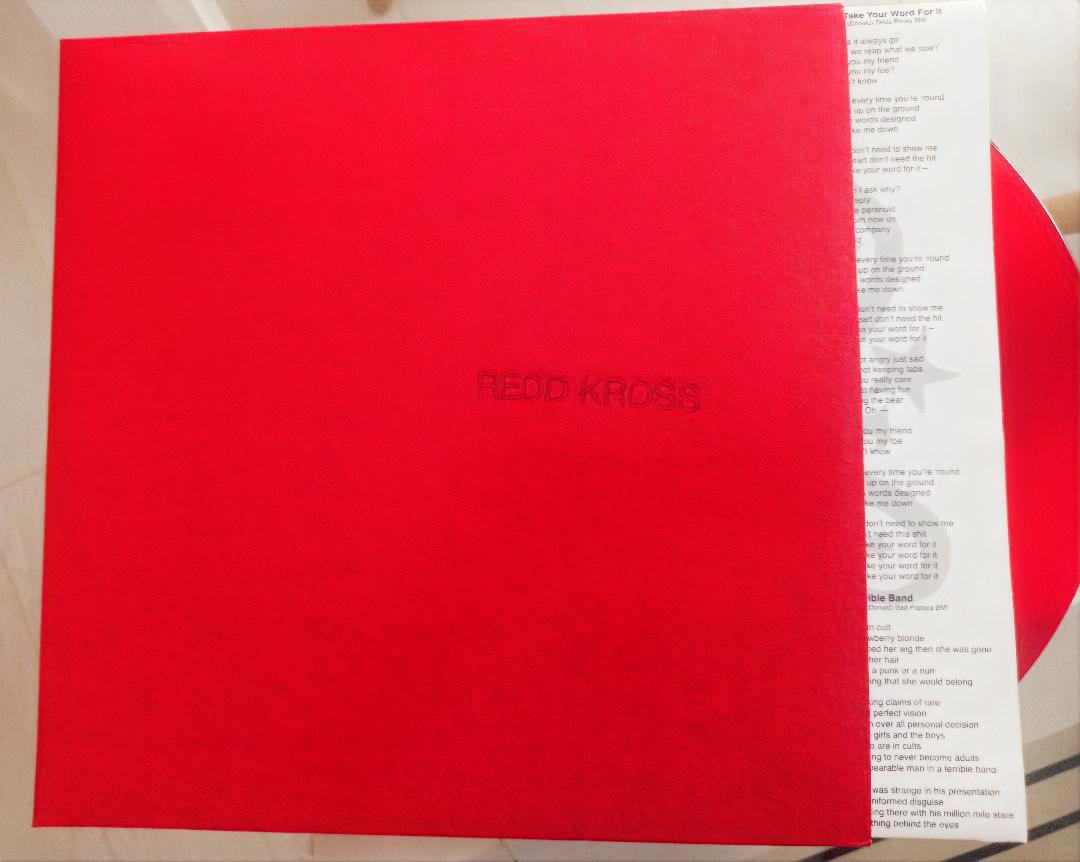 REDD KROSS
Take Your Word For It
Donald) Zelda Rocks BMI
it always go
we reap what we sow?
you my friend
you my foe?
't know
every time you're 'round
up on the ground
words designed
ke me down
don't need to show me
eart don't need the hit
ke your word for it –
I ask why?
eply
e paranoid
om now on
company
d
every time you're 'round
up on the ground
words designed
ke me down
don't need to show me
eart don't need the hit
ke your word for it –
ke your word for it
ot angry just sad
not keeping tabs
ou really care
st having fun
g the bear
Oh —
ou my friend
ou my foe
't know
every time you're 'round
up on the ground
words designed
ke me down
don't need to show me
't need this shit
ke your word for it
ke your word for it
ke your word for it
ke your word for it
ible Band
Donald) Bad Papaya BMI
in cult
wberry blonde
ped her wig then she was gone
her hair
a punk or a nun
ing that she would belong
king claims of rare
perfect vision
n over all personal decision
girls and the boys
o are in cults
ng to never become adults
bearable man in a terrible band
was strange in his presentation
niformed disguise
ing there with his million mile stare
thing behind the eyes